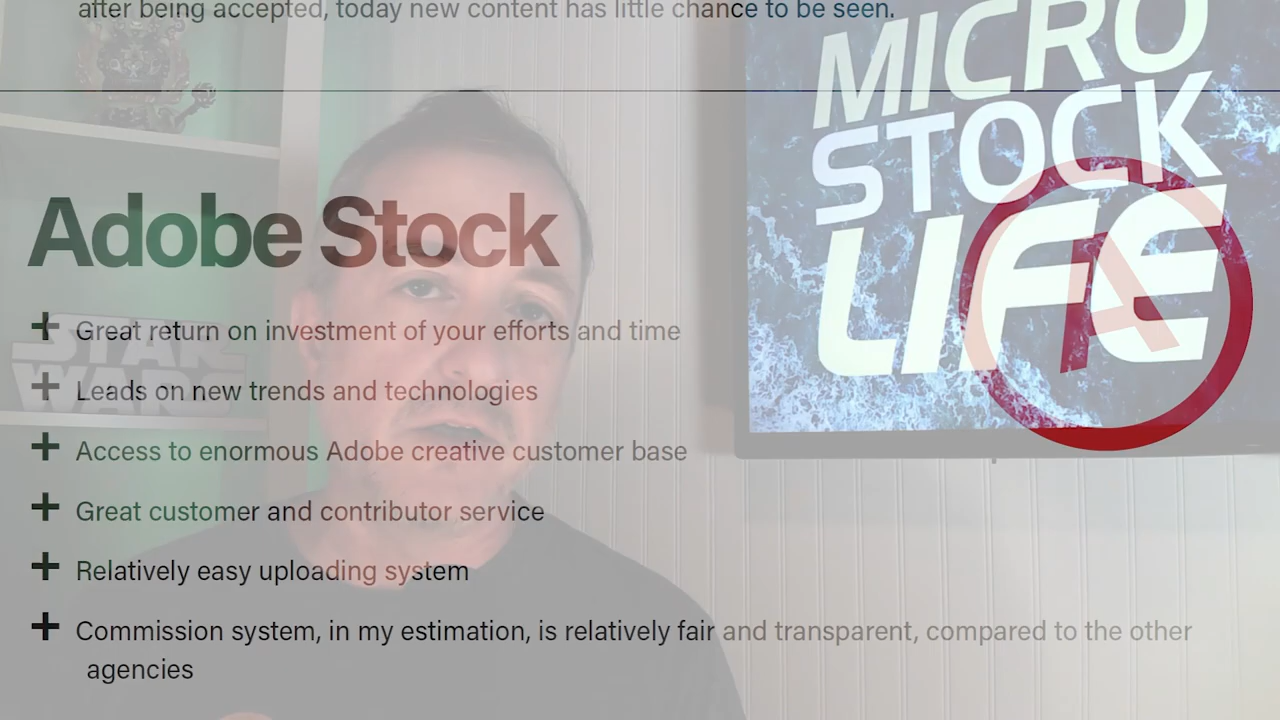 after being accepted, today new content has little chance to be seen.
MICRO
STOCK
LIFE
A
Adobe Stock
+ Great return on investment of your efforts and time
STAR
WARS
+ Leads on new trends and technologies
+ Access to enormous Adobe creative customer base
+ Great customer and contributor service
+ Relatively easy uploading system
+ Commission system, in my estimation, is relatively fair and transparent, compared to the other
agencies